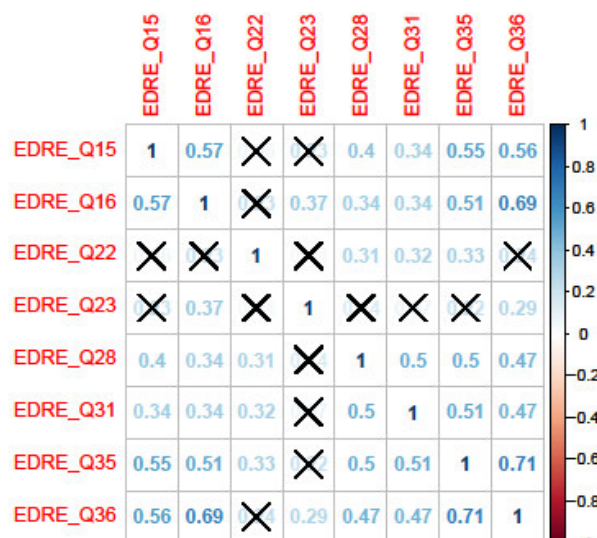 EDRE_Q15 EDRE_Q16 EDRE_Q22 EDRE_Q23 EDRE_Q28 EDRE_Q31 EDRE_Q35 EDRE_Q36
EDRE_Q15 1 0.57 0.4 0.34 0.55 0.56
EDRE_Q16 0.57 1 0.37 0.34 0.34 0.51 0.69
EDRE_Q22 1 0.31 0.32 0.33
EDRE_Q23 0.37 1 0.29
EDRE_Q28 0.4 0.34 0.31 1 0.5 0.5 0.47
EDRE_Q31 0.34 0.34 0.32 0.5 1 0.51 0.47
EDRE_Q35 0.55 0.51 0.33 0.5 0.51 1 0.71
EDRE_Q36 0.56 0.69 0.29 0.47 0.47 0.71 1
1
0.8
0.6
0.4
0.2
0
-0.2
-0.4
-0.6
-0.8